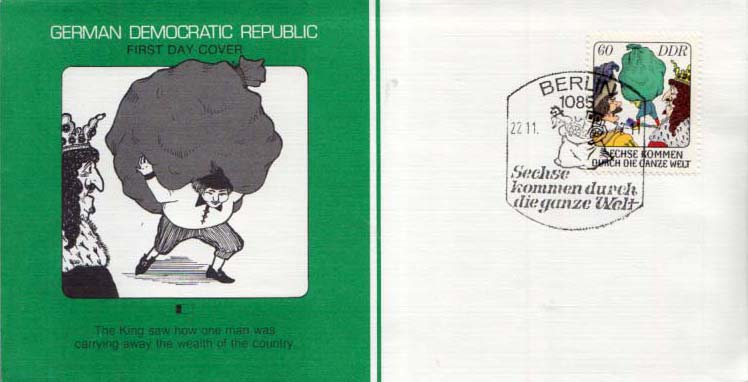 GERMAN DEMOCRATIC REPUBLIC
FIRST DAY COVER
The King saw how one man was
carrying away the wealth of the country.
60 DDR
SECHSE KOMMEN
DURCH DIE GANZE WELT
BERLIN
1085
22.11.
Sechse
kommen durch
die ganze Welt